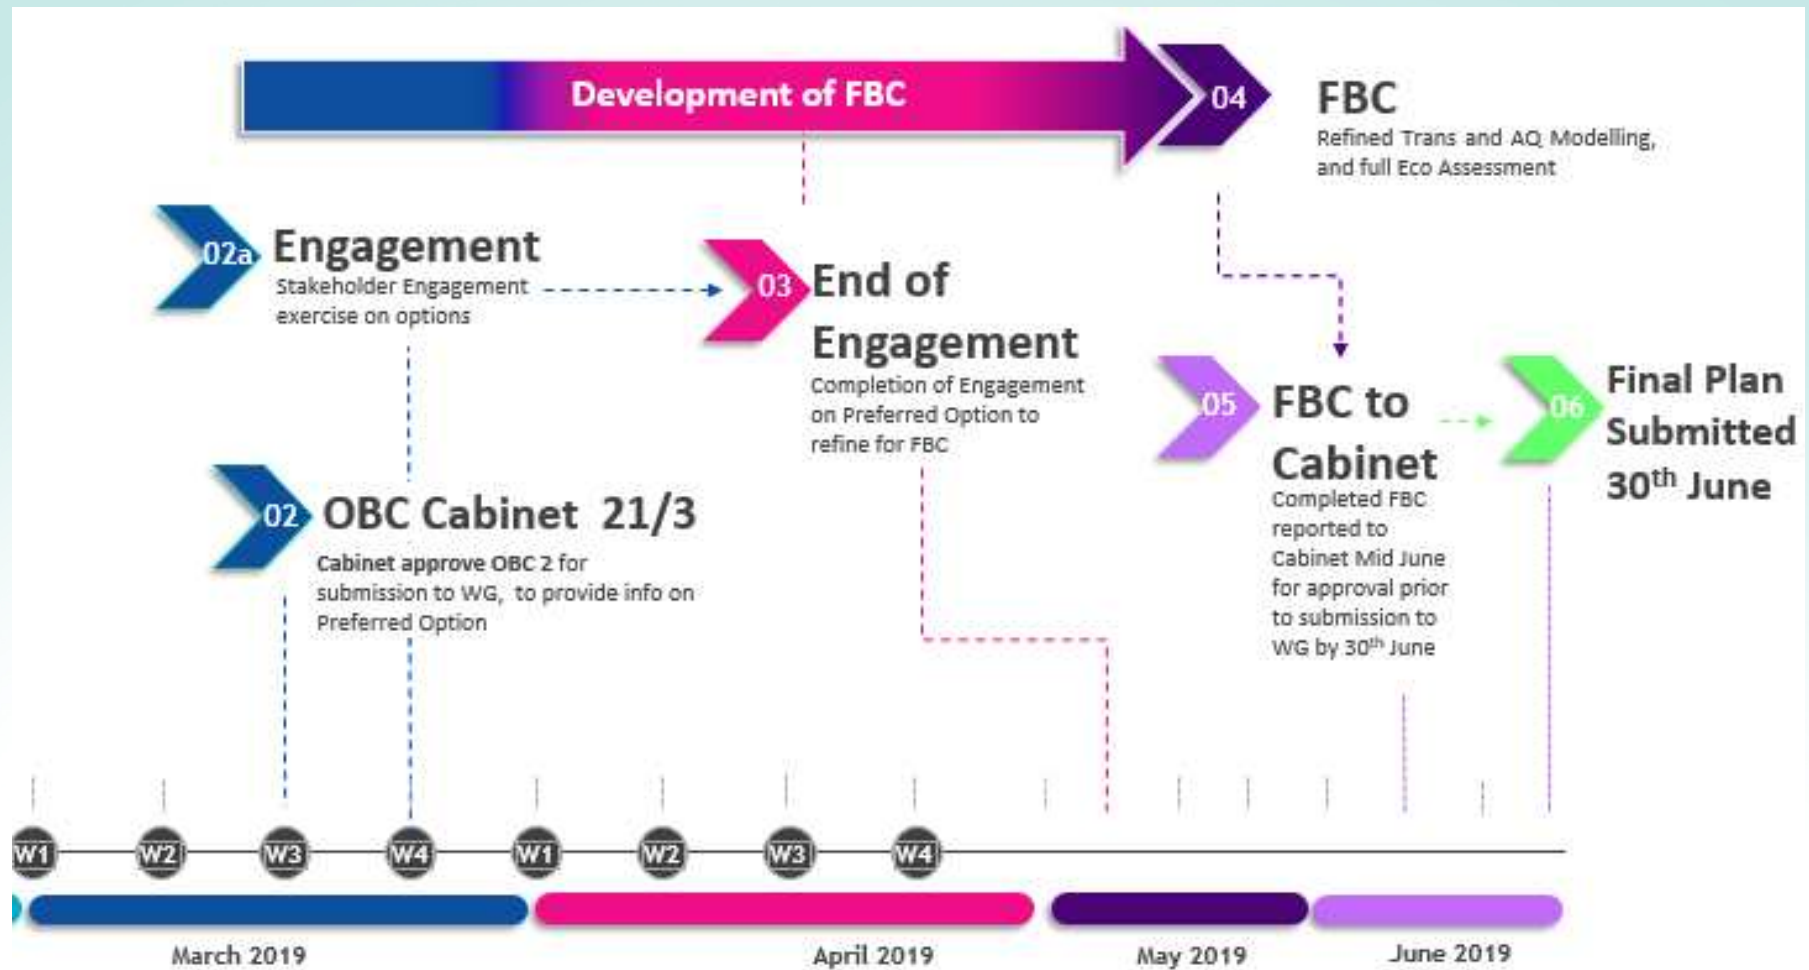 Development of FBC
04
FBC
Refined Trans and AQ Modelling,
and full Eco Assessment
02a
Engagement
Stakeholder Engagement
exercise on options
03
End of
Engagement
Completion of Engagement
on Preferred Option to
refine for FBC
05
FBC to
Cabinet
Completed FBC
reported to
Cabinet Mid June
for approval prior
to submission to
WG by 30th June
06
Final Plan
Submitted
30th June
02
OBC Cabinet 21/3
Cabinet approve OBC 2 for
submission to WG, to provide info on
Preferred Option
W1 W2 W3 W4 W1 W2 W3 W4
March 2019 April 2019 May 2019 June 2019